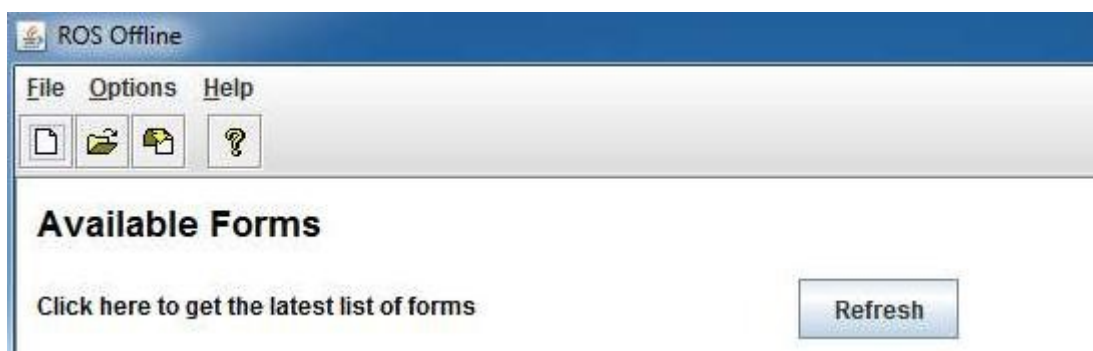 ROS Offline
File Options Help
Available Forms
Click here to get the latest list of forms
Refresh